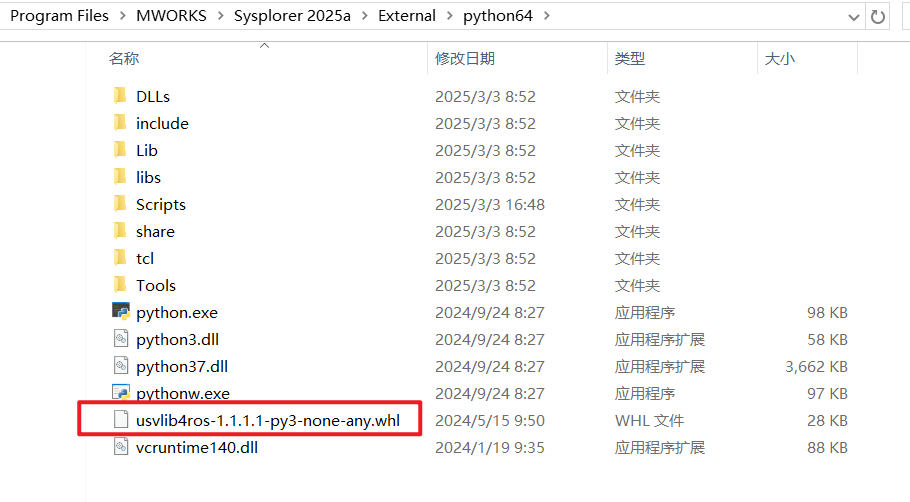 Program Files > MWORKS > Sysplorer 2025a > External > python64 >
名称 修改日期 类型 大小
DLLs 2025/3/3 8:52 文件夹
include 2025/3/3 8:52 文件夹
Lib 2025/3/3 8:52 文件夹
libs 2025/3/3 8:52 文件夹
Scripts 2025/3/3 16:48 文件夹
share 2025/3/3 8:52 文件夹
tcl 2025/3/3 8:52 文件夹
Tools 2025/3/3 8:52 文件夹
python.exe 2024/9/24 8:27 应用程序 98 KB
python3.dll 2024/9/24 8:27 应用程序扩展 58 KB
python37.dll 2024/9/24 8:27 应用程序扩展 3,662 KB
pythonw.exe 2024/9/24 8:27 应用程序 97 KB
usvlib4ros-1.1.1.1-py3-none-any.whl 2024/5/15 9:50 WHL 文件 28 KB
vcruntime140.dll 2024/1/19 9:35 应用程序扩展 88 KB